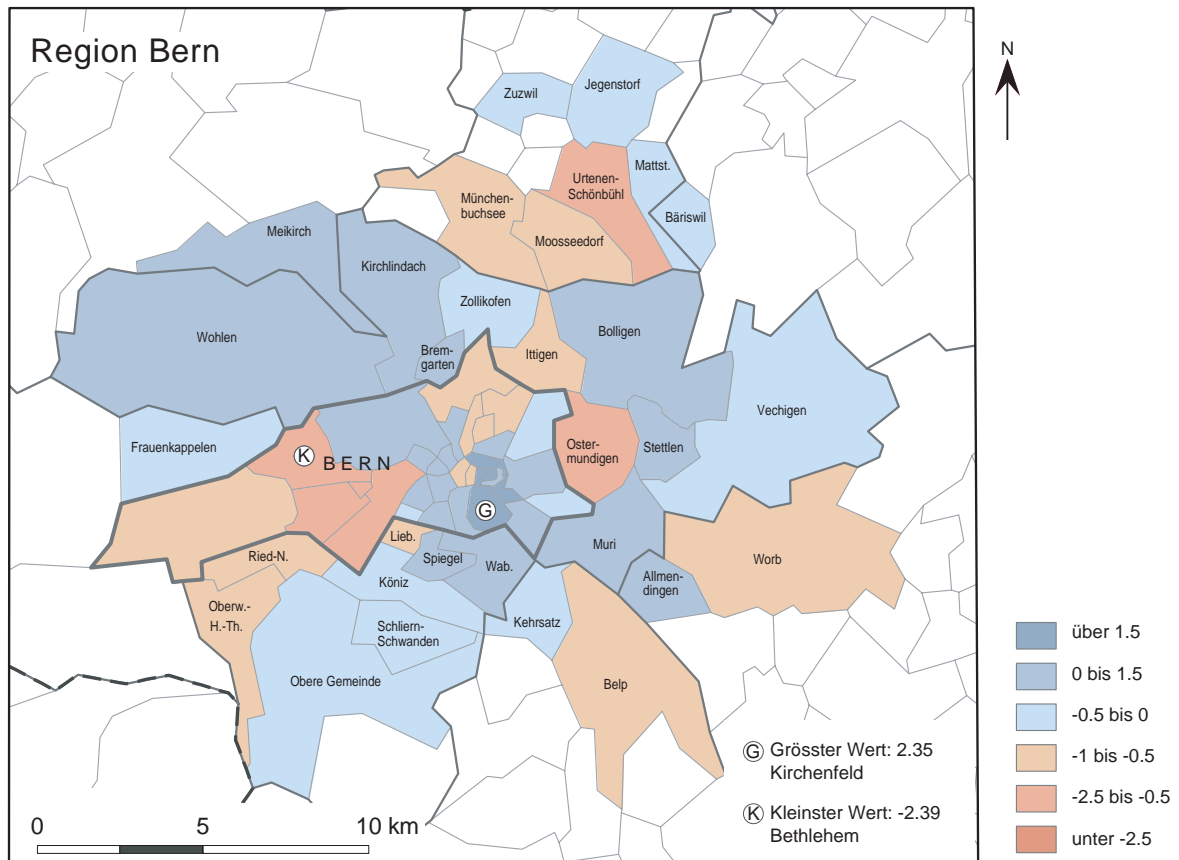 Region Bern
N
Zuzwil
Jegenstorf
Mattst.
Urtenen-
Schönbühl
München-
buchsee
Bäriswil
Meikirch
Moosseedorf
Kirchlindach
Zollikofen
Wohlen
Bolligen
Brem-
garten
Ittigen
Vechigen
Frauenkappelen
K
BERN
Oster-
mundigen
Stettlen
G
Lieb.
Muri
Ried-N.
Spiegel
Wab.
Worb
Köniz
Allmen-
dingen
Oberw.-
H.-Th.
Schliern-
Schwanden
Kehrsatz
Obere Gemeinde
Belp
über 1.5
0 bis 1.5
-0.5 bis 0
-1 bis -0.5
-2.5 bis -0.5
unter -2.5
G Grösster Wert: 2.35
Kirchenfeld
K Kleinster Wert: -2.39
Bethlehem
0 5 10 km